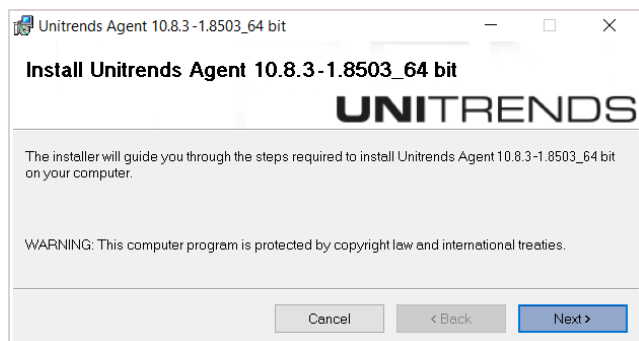 Unitrends Agent 10.8.3-1.8503_64 bit
Install Unitrends Agent 10.8.3-1.8503_64 bit
UNITRENDS
The installer will guide you through the steps required to install Unitrends Agent 10.8.3-1.8503_64 bit
on your computer.
WARNING: This computer program is protected by copyright law and international treaties.
Cancel
< Back
Next >